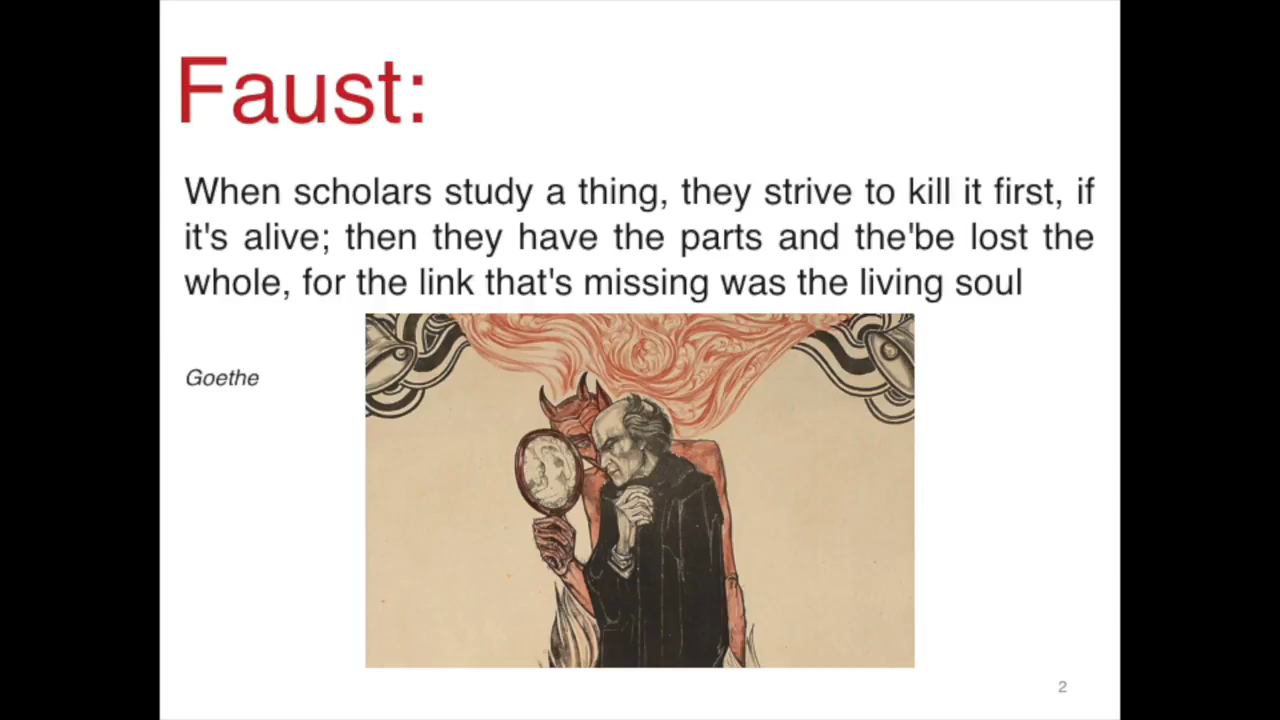 Faust:
When scholars study a thing, they strive to kill it first, if
it's alive; then they have the parts and the'be lost the
whole, for the link that's missing was the living soul
Goethe
2